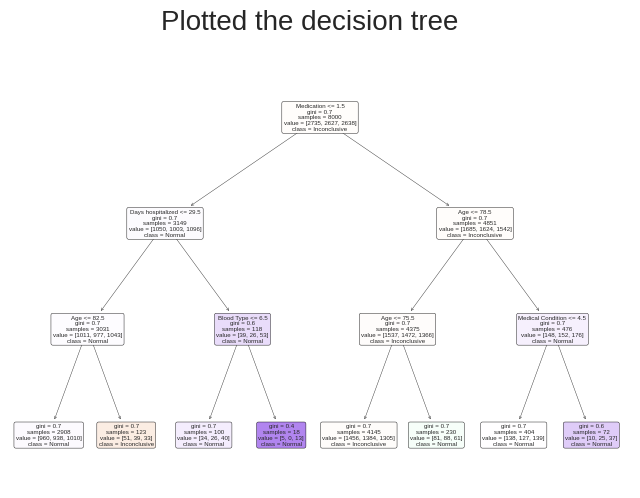 Plotted the decision tree
Medication <= 1.5
gini = 0.7
samples = 8000
value = [2735, 2627, 2638]
class = Inconclusive
Days hospitalized <= 29.5
gini = 0.7
samples = 3149
value = [1050, 1003, 1096]
class = Normal
Age <= 78.5
gini = 0.7
samples = 4851
value = [1685, 1624, 1542]
class = Inconclusive
Age <= 82.5
gini = 0.7
samples = 3031
value = [1011, 977, 1043]
class = Normal
Blood Type <= 6.5
gini = 0.6
samples = 118
value = [39, 26, 53]
class = Normal
Age <= 75.5
gini = 0.7
samples = 4375
value = [1537, 1472, 1366]
class = Inconclusive
Medical Condition <= 4.5
gini = 0.7
samples = 476
value = [148, 152, 176]
class = Normal
gini = 0.7
samples = 2908
value = [960, 938, 1010]
class = Normal
gini = 0.7
samples = 123
value = [51, 39, 33]
class = Inconclusive
gini = 0.7
samples = 100
value = [34, 26, 40]
class = Normal
gini = 0.4
samples = 18
value = [5, 0, 13]
class = Normal
gini = 0.7
samples = 4145
value = [1456, 1384, 1305]
class = Inconclusive
gini = 0.7
samples = 230
value = [81, 88, 61]
class = Normal
gini = 0.7
samples = 404
value = [138, 127, 139]
class = Normal
gini = 0.6
samples = 72
value = [10, 25, 37]
class = Normal